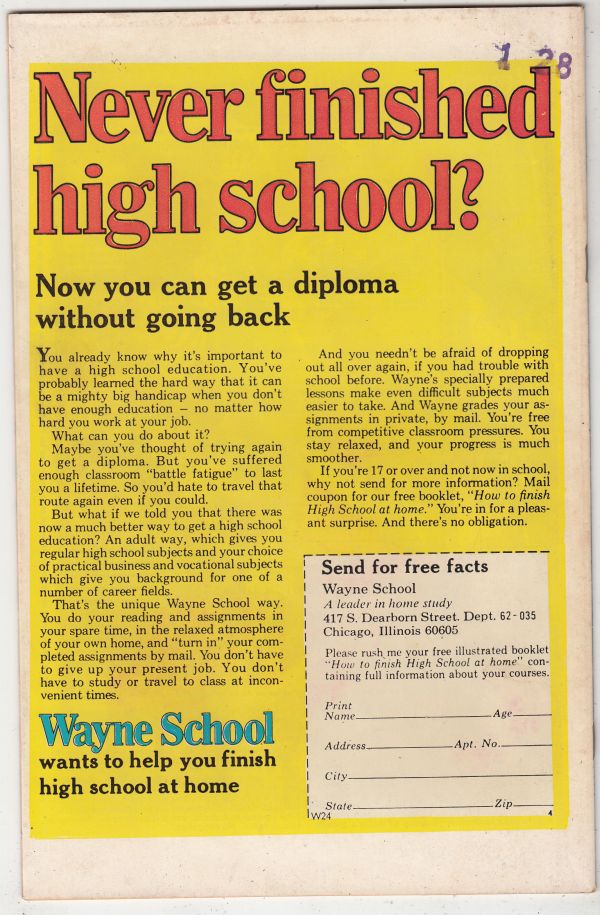 1 28
Never finished
high school?
Now you can get a diploma
without going back
You already know why it's important to
have a high school education. You've
probably learned the hard way that it can
be a mighty big handicap when you don't
have enough education – no matter how
hard you work at your job.
What can you do about it?
Maybe you've thought of trying again
to get a diploma. But you've suffered
enough classroom "battle fatigue" to last
you a lifetime. So you'd hate to travel that
route again even if you could.
But what if we told you that there was
now a much better way to get a high school
education? An adult way, which gives you
regular high school subjects and your choice
of practical business and vocational subjects
which give you background for one of a
number of career fields.
That's the unique Wayne School way.
You do your reading and assignments in
your spare time, in the relaxed atmosphere
of your own home, and "turn in" your com-
pleted assignments by mail. You don't have
to give up your present job. You don't
have to study or travel to class at incon-
venient times.
Wayne School
wants to help you finish
high school at home
And you needn't be afraid of dropping
out all over again, if you had trouble with
school before. Wayne's specially prepared
lessons make even difficult subjects much
easier to take. And Wayne grades your as-
signments in private, by mail. You're free
from competitive classroom pressures. You
stay relaxed, and your progress is much
smoother.
If you're 17 or over and not now in school,
why not send for more information? Mail
coupon for our free booklet, "How to finish
High School at home." You're in for a pleas-
ant surprise. And there's no obligation.
Send for free facts
Wayne School
A leader in home study
417 S. Dearborn Street. Dept. 62-035
Chicago, Illinois 60605
Please rush me your free illustrated booklet
"How to finish High School at home" con-
taining full information about your courses.
Print
Name Age
Address Apt. No.
City
State Zip
W24 4